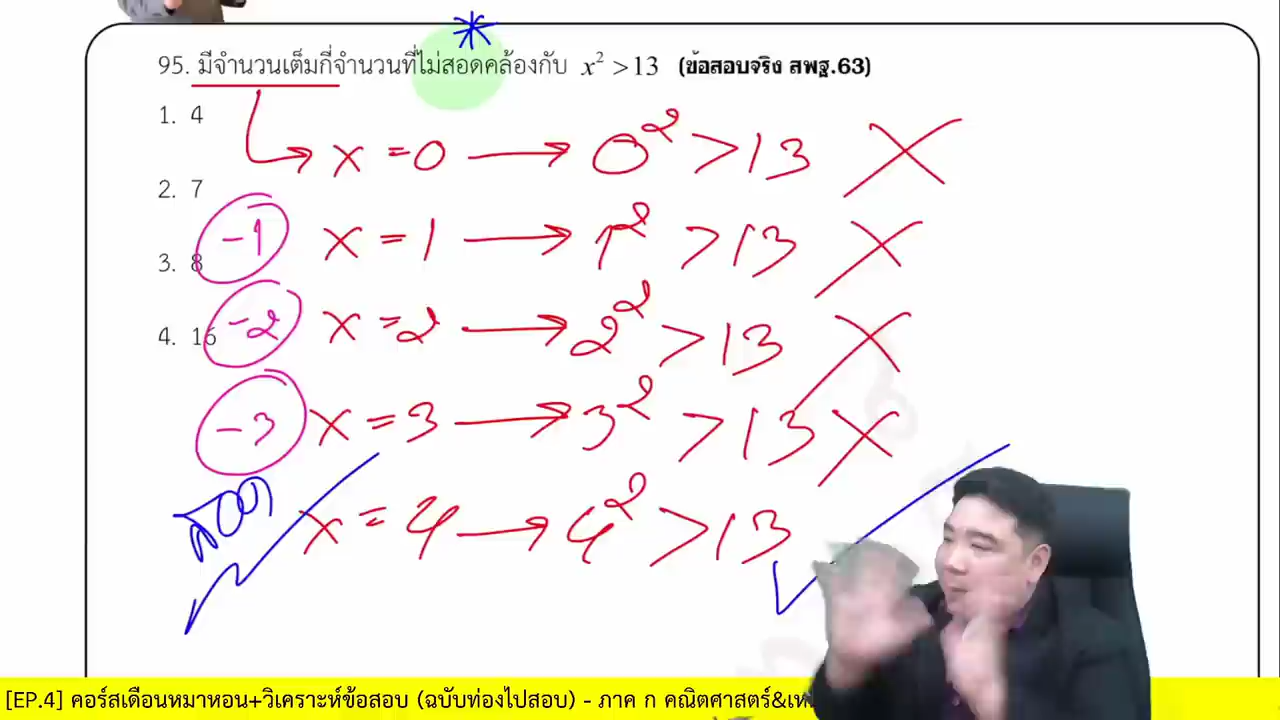 95. มีจำนวนเต็มกี่จำนวนที่ไม่สอดคล้องกับ x² > 13 (ข้อสอบจริง สพฐ.63)
1. 4
x = 0 → 0² > 13
2. 7
-1 x = 1 → 1² > 13
3. 8
-2 x = 2 → 2² > 13
4. 16
-3 x = 3 → 3² > 13
x = 4 → 4² > 13
[EP.4] คอร์สเดือนหมาหอน+วิเคราะห์ข้อสอบ (ฉบับท่องไปสอบ) - ภาค ก คณิตศาสตร์&เห